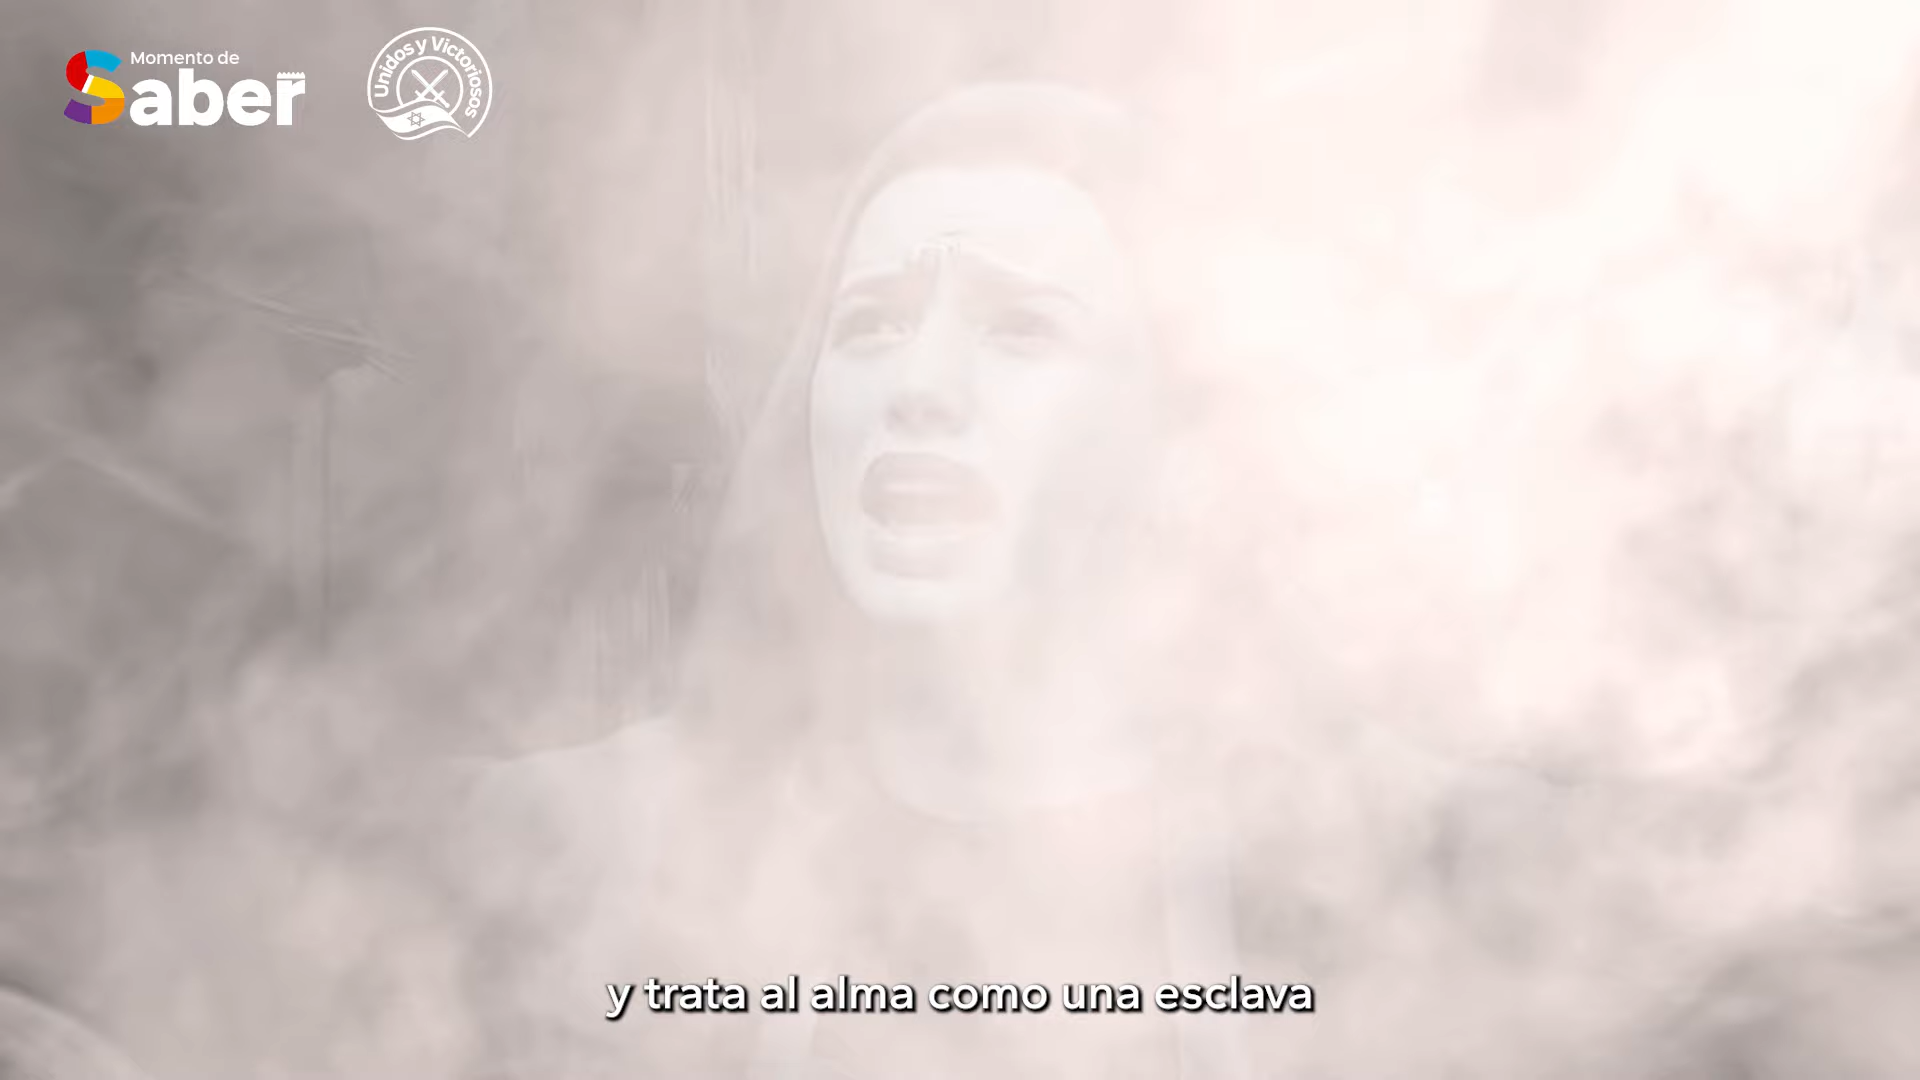 Momento de
Saber
Unidos y Victoriosos
y trata al alma como una esclava